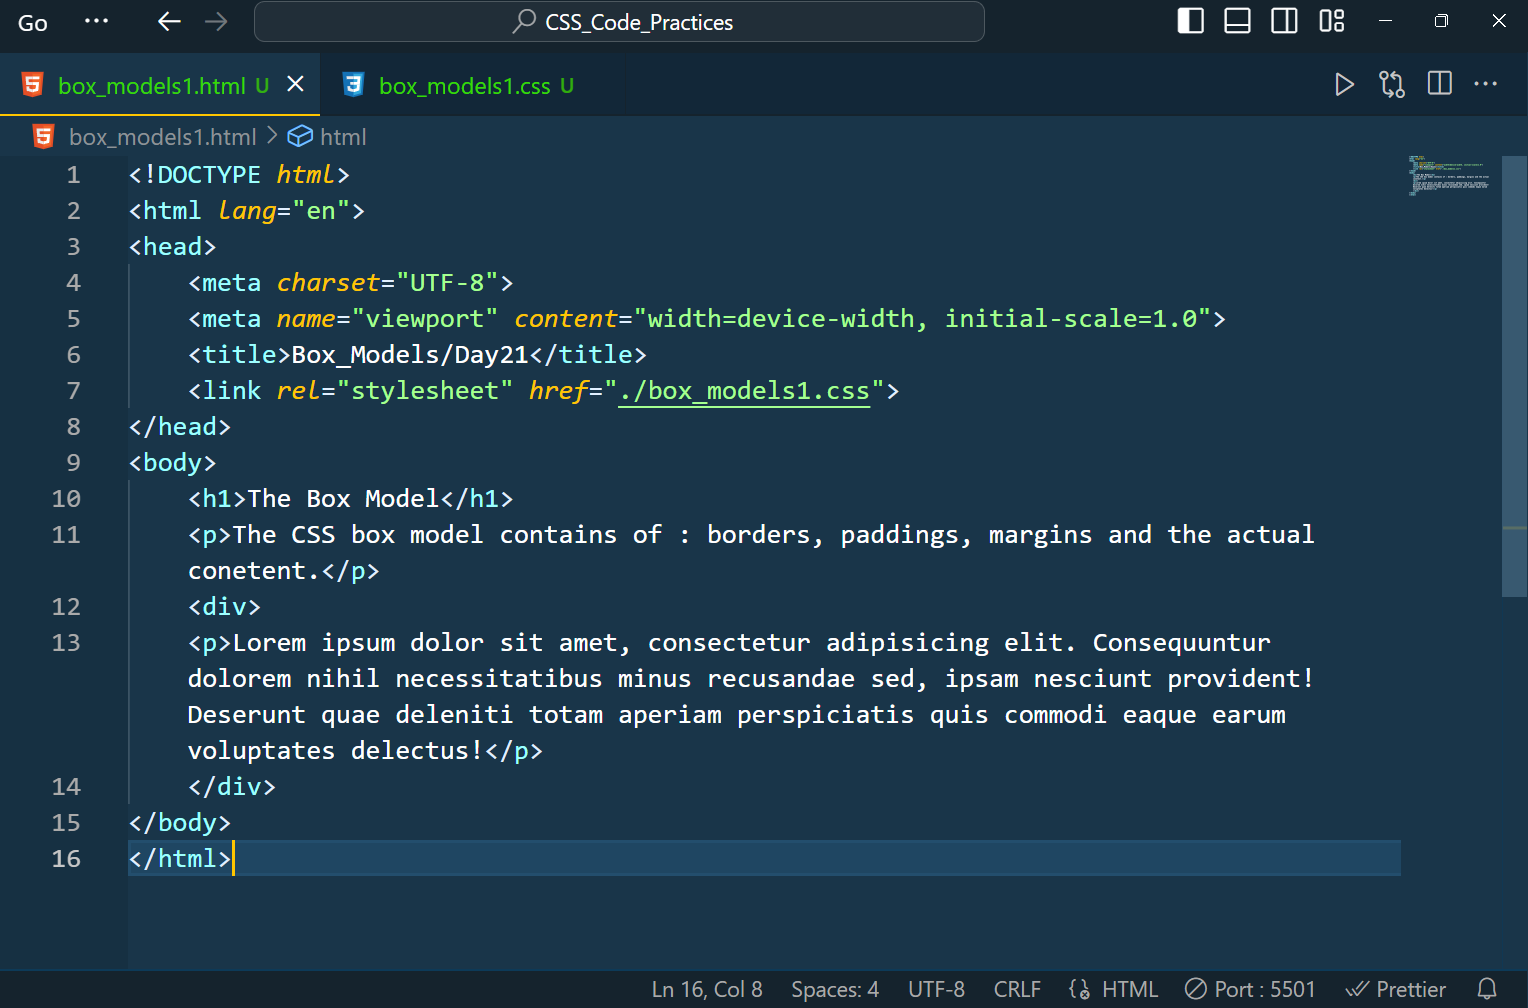 Go ··· ← → CSS_Code_Practices
box_models1.html U × box_models1.css U
box_models1.html > html
1 <!DOCTYPE html>
2 <html lang="en">
3 <head>
4 <meta charset="UTF-8">
5 <meta name="viewport" content="width=device-width, initial-scale=1.0">
6 <title>Box_Models/Day21</title>
7 <link rel="stylesheet" href="./box_models1.css">
8 </head>
9 <body>
10 <h1>The Box Model</h1>
11 <p>The CSS box model contains of : borders, paddings, margins and the actual
conetent.</p>
12 <div>
13 <p>Lorem ipsum dolor sit amet, consectetur adipisicing elit. Consequuntur
dolorem nihil necessitatibus minus recusandae sed, ipsam nesciunt provident!
Deserunt quae deleniti totam aperiam perspiciatis quis commodi eaque earum
voluptates delectus!</p>
14 </div>
15 </body>
16 </html>
Ln 16, Col 8 Spaces: 4 UTF-8 CRLF HTML Port : 5501 Prettier